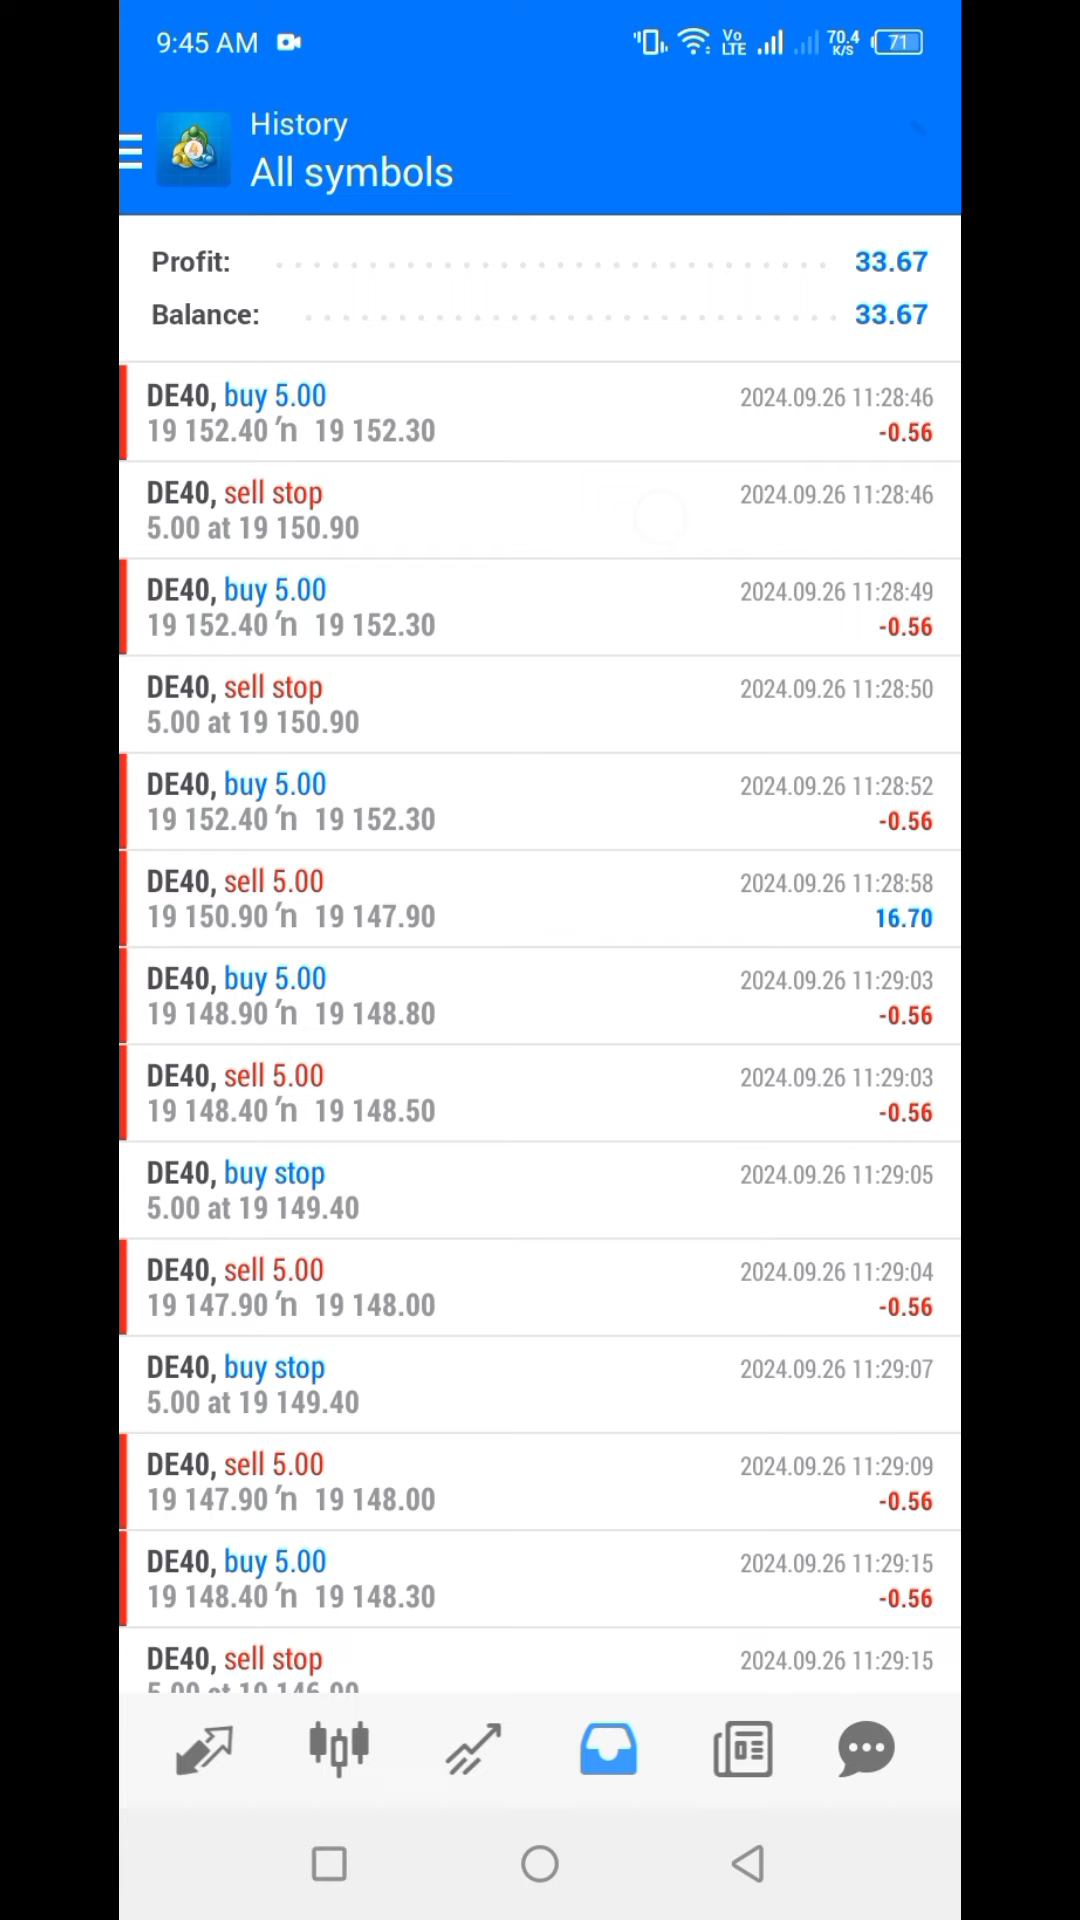 9:45 AM Vo LTE 70.4 K/S 71
History
All symbols
Profit: 33.67
Balance: 33.67
DE40, buy 5.00 2024.09.26 11:28:46
19 152.40 ′n 19 152.30 -0.56
DE40, sell stop 2024.09.26 11:28:46
5.00 at 19 150.90
DE40, buy 5.00 2024.09.26 11:28:49
19 152.40 ′n 19 152.30 -0.56
DE40, sell stop 2024.09.26 11:28:50
5.00 at 19 150.90
DE40, buy 5.00 2024.09.26 11:28:52
19 152.40 ′n 19 152.30 -0.56
DE40, sell 5.00 2024.09.26 11:28:58
19 150.90 ′n 19 147.90 16.70
DE40, buy 5.00 2024.09.26 11:29:03
19 148.90 ′n 19 148.80 -0.56
DE40, sell 5.00 2024.09.26 11:29:03
19 148.40 ′n 19 148.50 -0.56
DE40, buy stop 2024.09.26 11:29:05
5.00 at 19 149.40
DE40, sell 5.00 2024.09.26 11:29:04
19 147.90 ′n 19 148.00 -0.56
DE40, buy stop 2024.09.26 11:29:07
5.00 at 19 149.40
DE40, sell 5.00 2024.09.26 11:29:09
19 147.90 ′n 19 148.00 -0.56
DE40, buy 5.00 2024.09.26 11:29:15
19 148.40 ′n 19 148.30 -0.56
DE40, sell stop 2024.09.26 11:29:15
5.00 at 19 146.90